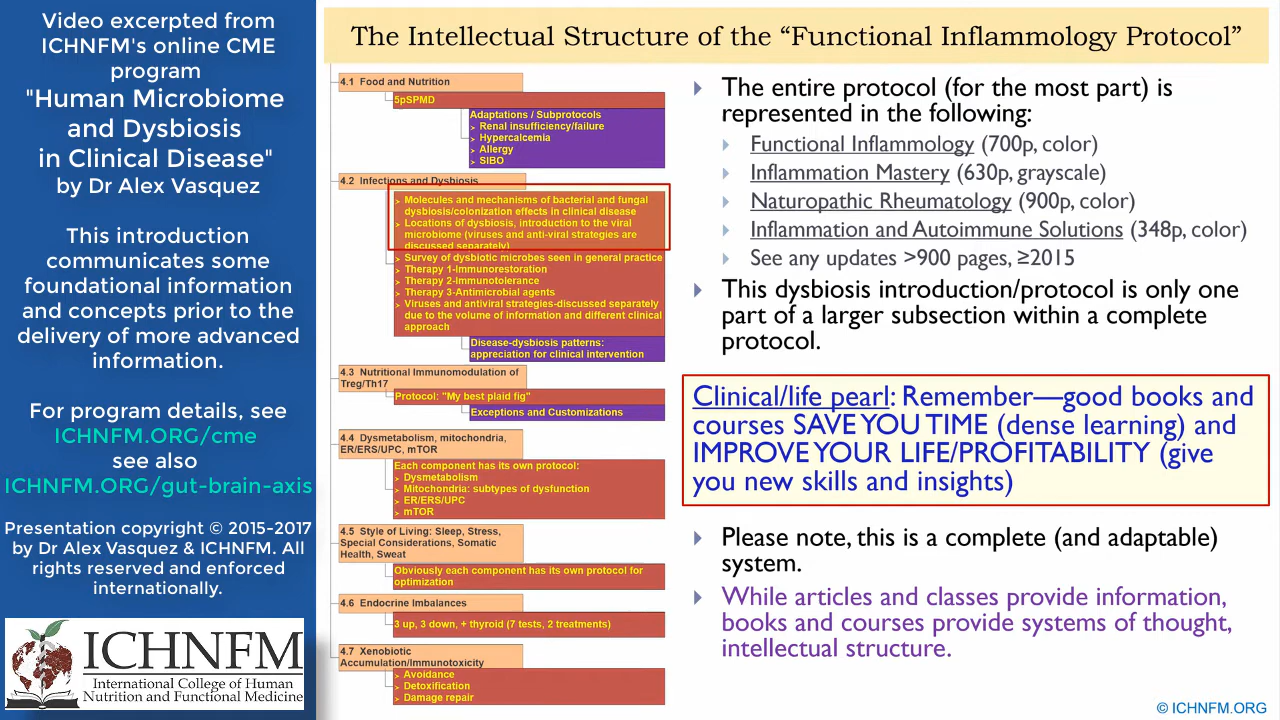 Video excerpted from
ICHNFM's online CME
program
"Human Microbiome
and Dysbiosis
in Clinical Disease"
by Dr Alex Vasquez
This introduction
communicates some
foundational information
and concepts prior to the
delivery of more advanced
information.
For program details, see
ICHNFM.ORG/cme
see also
ICHNFM.ORG/gut-brain-axis
Presentation copyright © 2015-2017
by Dr Alex Vasquez & ICHNFM. All
rights reserved and enforced
internationally.
ICHNFM
International College of Human
Nutrition and Functional Medicine
The Intellectual Structure of the “Functional Inflammology Protocol”
4.1 Food and Nutrition
5pSPMD
Adaptations / Subprotocols
Renal insufficiency/failure
Hypercalcemia
Allergy
SIBO
4.2 Infections and Dysbiosis
Molecules and mechanisms of bacterial and fungal
dysbiosis/colonization effects in clinical disease
Locations of dysbiosis, introduction to the viral
microbiome (viruses and anti-viral strategies are
discussed separately)
Survey of dysbiotic microbes seen in general practice
Therapy 1-Immunorestoration
Therapy 2-Immunotolerance
Therapy 3-Antimicrobial agents
Viruses and antiviral strategies-discussed separately
due to the volume of information and different clinical
approach
Disease-dysbiosis patterns:
appreciation for clinical intervention
4.3 Nutritional Immunomodulation of
Treg/Th17
Protocol: "My best plaid fig"
Exceptions and Customizations
4.4 Dysmetabolism, mitochondria,
ER/ERS/UPC, mTOR
Each component has its own protocol:
Dysmetabolism
Mitochondria: subtypes of dysfunction
ER/ERS/UPC
mTOR
4.5 Style of Living: Sleep, Stress,
Special Considerations, Somatic
Health, Sweat
Obviously each component has its own protocol for
optimization
4.6 Endocrine Imbalances
3 up, 3 down, + thyroid (7 tests, 2 treatments)
4.7 Xenobiotic
Accumulation/Immunotoxicity
Avoidance
Detoxification
Damage repair
The entire protocol (for the most part) is
represented in the following:
Functional Inflammology (700p, color)
Inflammation Mastery (630p, grayscale)
Naturopathic Rheumatology (900p, color)
Inflammation and Autoimmune Solutions (348p, color)
See any updates >900 pages, ≥2015
This dysbiosis introduction/protocol is only one
part of a larger subsection within a complete
protocol.
Clinical/life pearl: Remember—good books and
courses SAVE YOU TIME (dense learning) and
IMPROVE YOUR LIFE/PROFITABILITY (give
you new skills and insights)
Please note, this is a complete (and adaptable)
system.
While articles and classes provide information,
books and courses provide systems of thought,
intellectual structure.
© ICHNFM.ORG